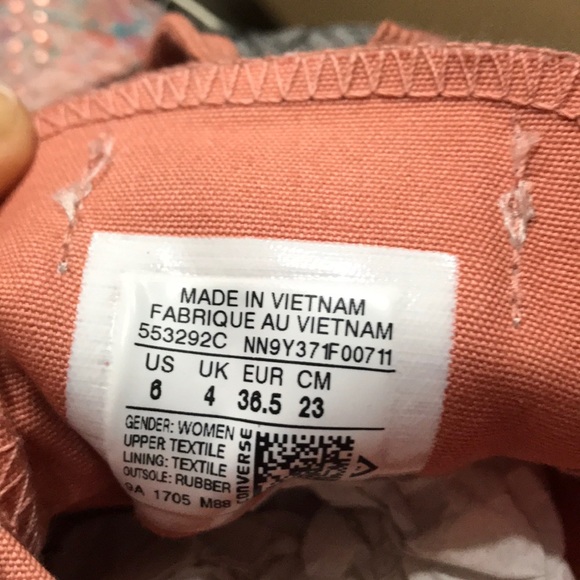 MADE IN VIETNAM
FABRIQUE AU VIETNAM
553292C NN9Y371F00711
US UK EUR CM
6 4 36.5 23
GENDER: WOMEN
UPPER: TEXTILE
LINING: TEXTILE
OUTSOLE: RUBBER
9A 1705 M88
CONVERSE